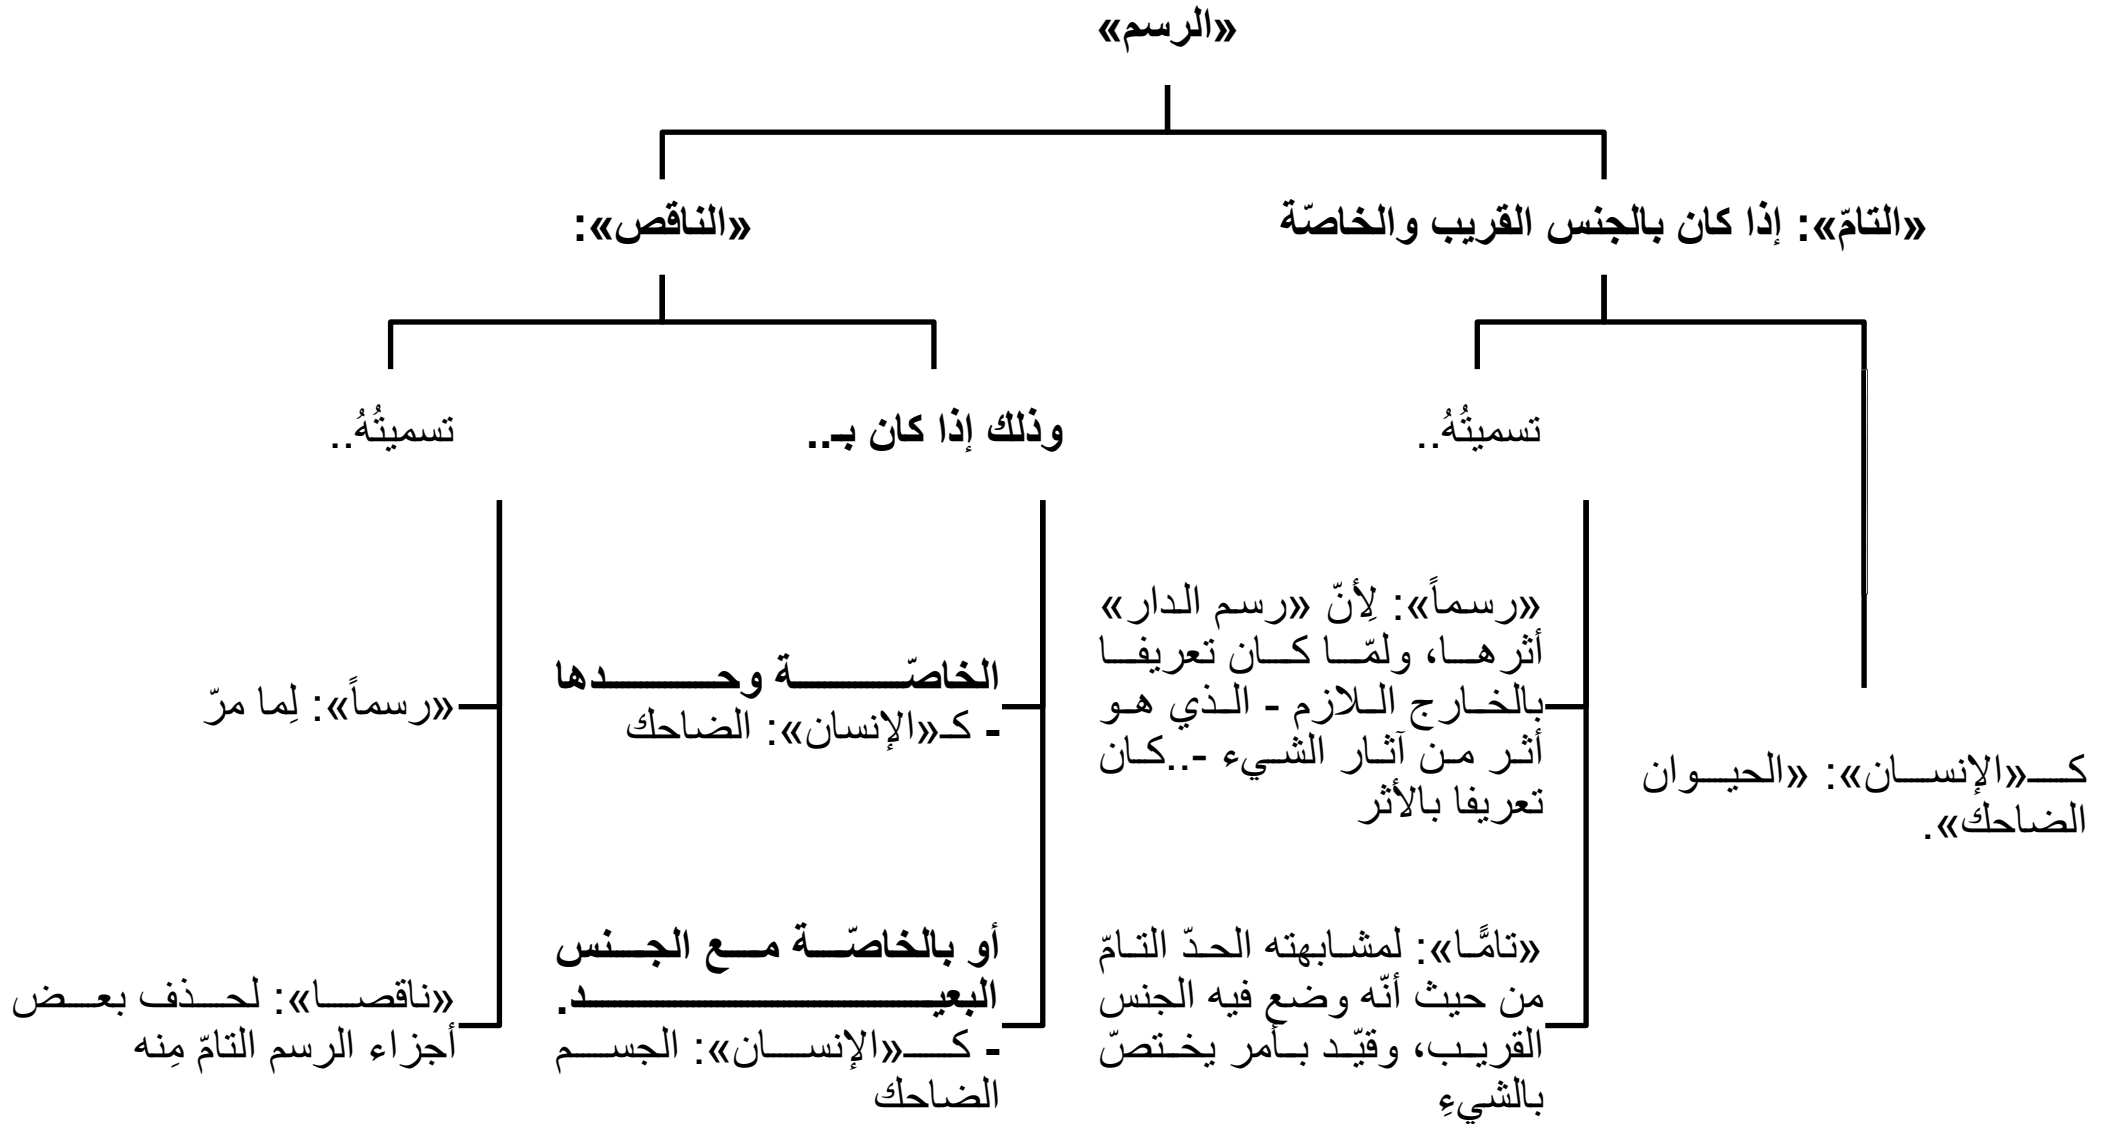 «الرسم»
«التامّ»: إذا كان بالجنس القريب والخاصّة
«الناقص»:
تسميتُهُ..
وذلك إذا كان بـ..
تسميتُهُ..
كـ«الإنسان»: «الحيوان
الضاحك».
«رسماً»: لِأنّ «رسم الدار»
أثرها، ولمّا كان تعريفا
بالخارج اللازم - الذي هو
أثر من آثار الشيء -..كان
تعريفا بالأثر
«تامًّا»: لمشابهته الحدّ التامّ
من حيث أنّه وضع فيه الجنس
القريب، وقيّد بأمر يختصّ
بالشيءِ
الخاصّة وحدها
- كـ«الإنسان»: الضاحك
أو بالخاصّة مع الجنس
البعيد.
- كـ«الإنسان»: الجسم
الضاحك
«رسماً»: لِما مرّ
«ناقصا»: لحذف بعض
أجزاء الرسم التامّ مِنه